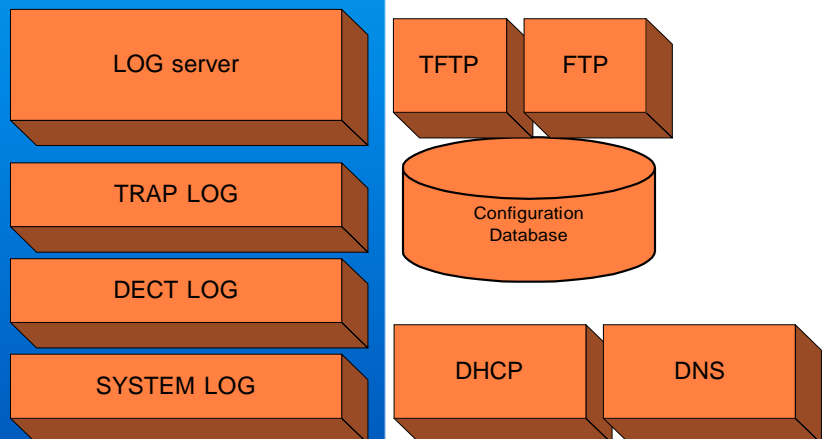 LOG server
TRAP LOG
DECT LOG
SYSTEM LOG
TFTP
FTP
Configuration
Database
DHCP
DNS